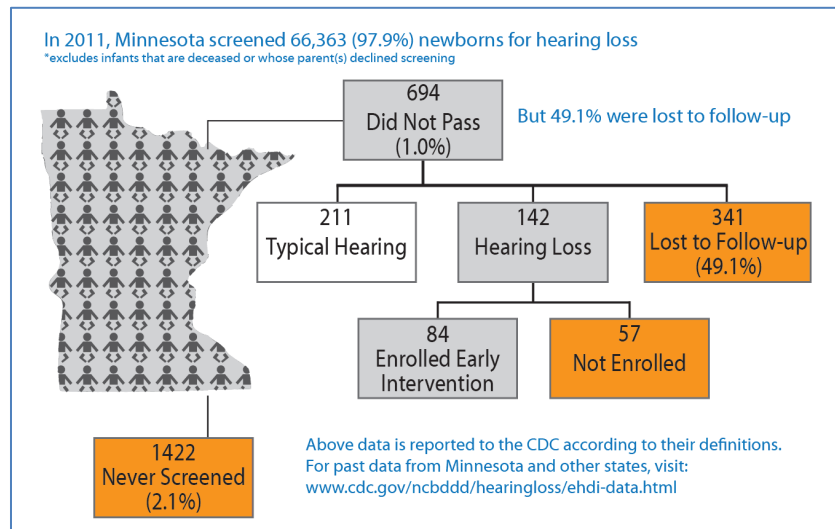 In 2011, Minnesota screened 66,363 (97.9%) newborns for hearing loss
*excludes infants that are deceased or whose parent(s) declined screening
694
Did Not Pass
(1.0%)
But 49.1% were lost to follow-up
211
Typical Hearing
142
Hearing Loss
341
Lost to Follow-up
(49.1%)
84
Enrolled Early
Intervention
57
Not Enrolled
1422
Never Screened
(2.1%)
Above data is reported to the CDC according to their definitions.
For past data from Minnesota and other states, visit:
www.cdc.gov/ncbddd/hearingloss/ehdi-data.html